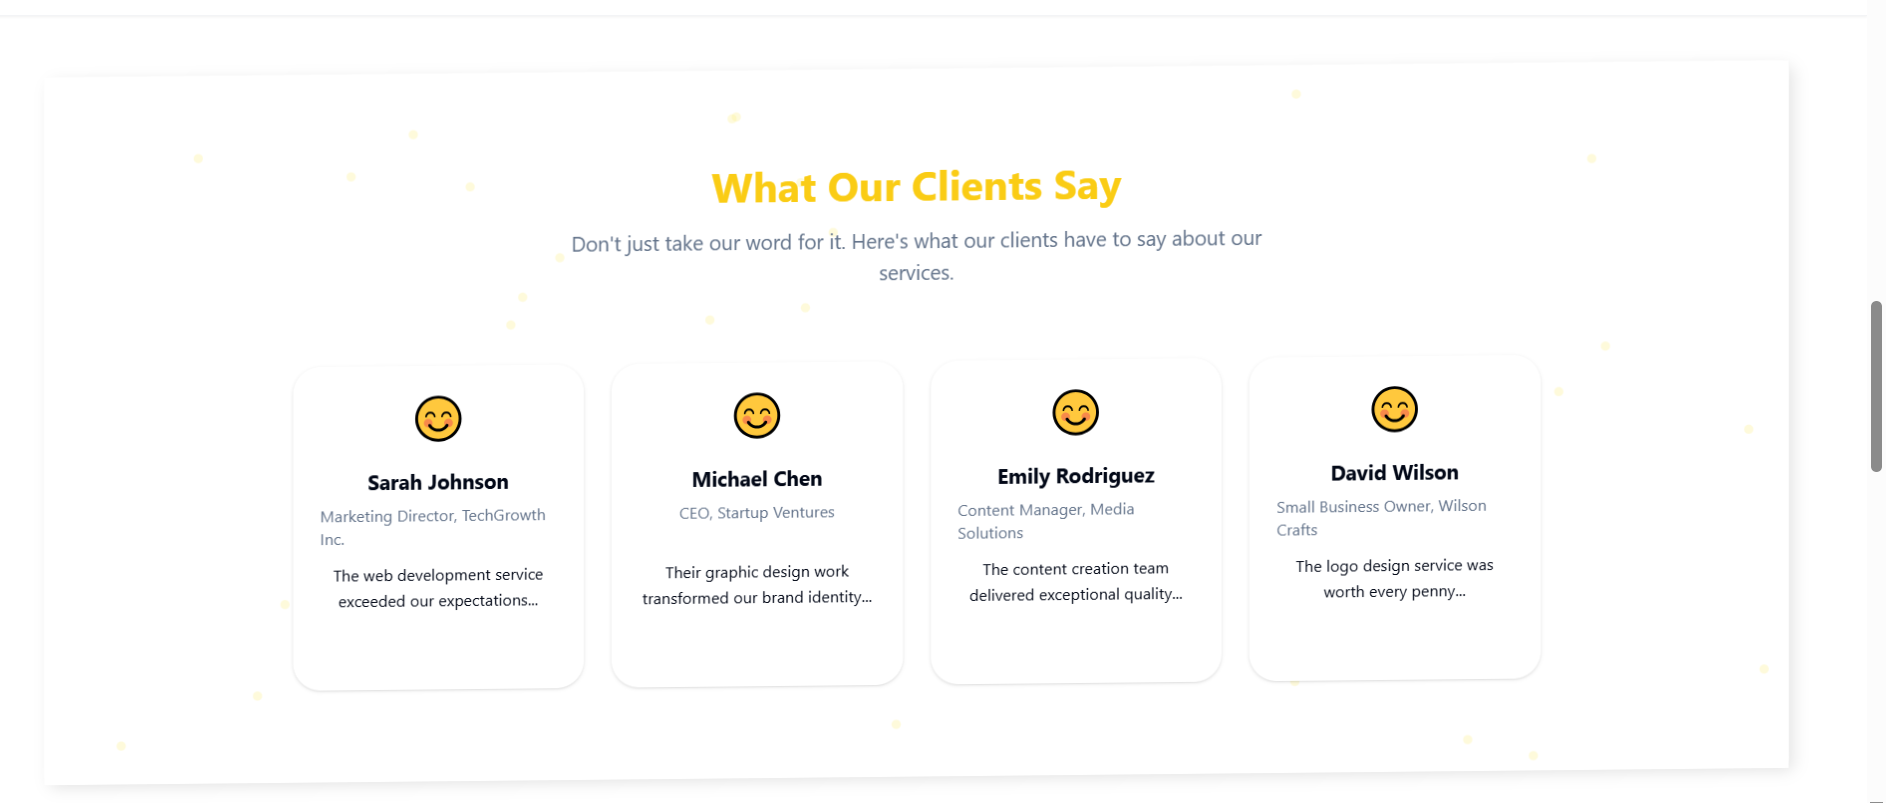 What Our Clients Say
Don't just take our word for it. Here's what our clients have to say about our
services.
Sarah Johnson
Marketing Director, TechGrowth
Inc.
The web development service
exceeded our expectations...
Michael Chen
CEO, Startup Ventures
Their graphic design work
transformed our brand identity...
Emily Rodriguez
Content Manager, Media
Solutions
The content creation team
delivered exceptional quality...
David Wilson
Small Business Owner, Wilson
Crafts
The logo design service was
worth every penny...